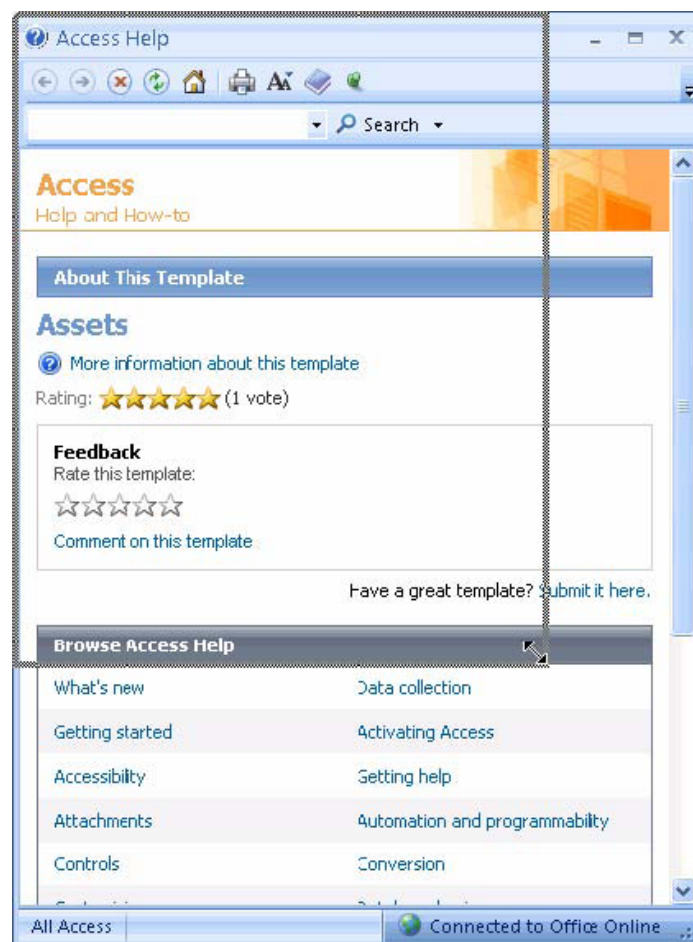 Access Help
Search
Access
Help and How-to
About This Template
Assets
More information about this template
Rating: (1 vote)
Feedback
Rate this template:
Comment on this template
Have a great template? Submit it here.
Browse Access Help
What's new
Data collection
Getting started
Activating Access
Accessibility
Getting help
Attachments
Automation and programmability
Controls
Conversion
All Access
Connected to Office Online